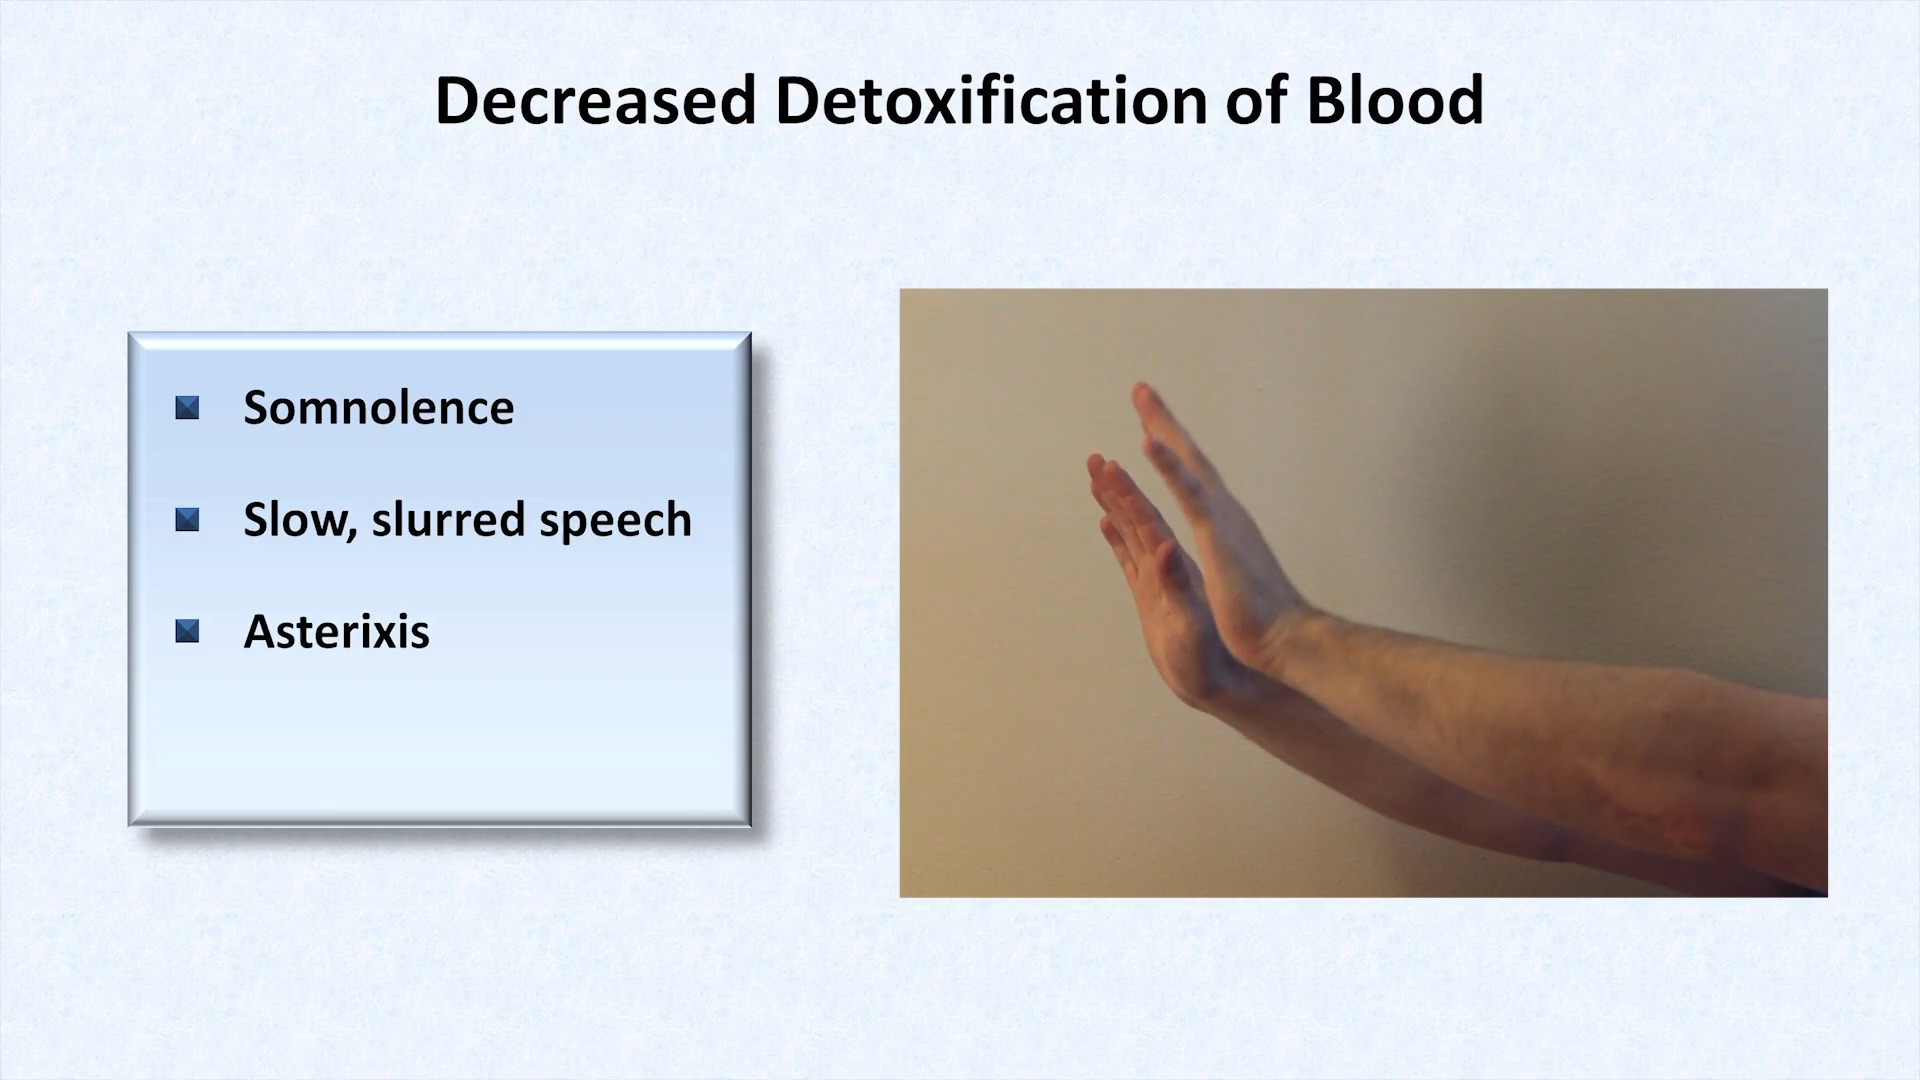 Decreased Detoxification of Blood
Somnolence
Slow, slurred speech
Asterixis